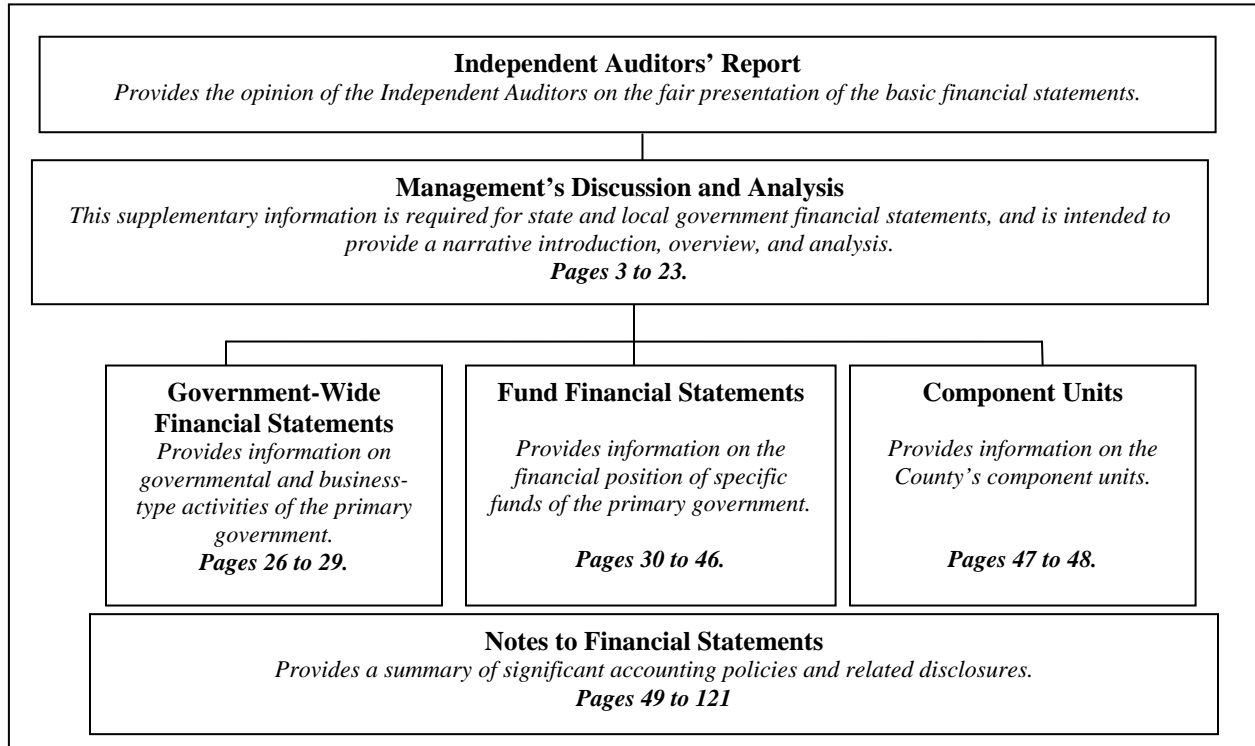 Independent Auditors’ Report
Provides the opinion of the Independent Auditors on the fair presentation of the basic financial statements.
Management’s Discussion and Analysis
This supplementary information is required for state and local government financial statements, and is intended to
provide a narrative introduction, overview, and analysis.
Pages 3 to 23.
Government-Wide
Financial Statements
Provides information on
governmental and business-
type activities of the primary
government.
Pages 26 to 29.
Fund Financial Statements
Provides information on the
financial position of specific
funds of the primary government.
Pages 30 to 46.
Component Units
Provides information on the
County’s component units.
Pages 47 to 48.
Notes to Financial Statements
Provides a summary of significant accounting policies and related disclosures.
Pages 49 to 121